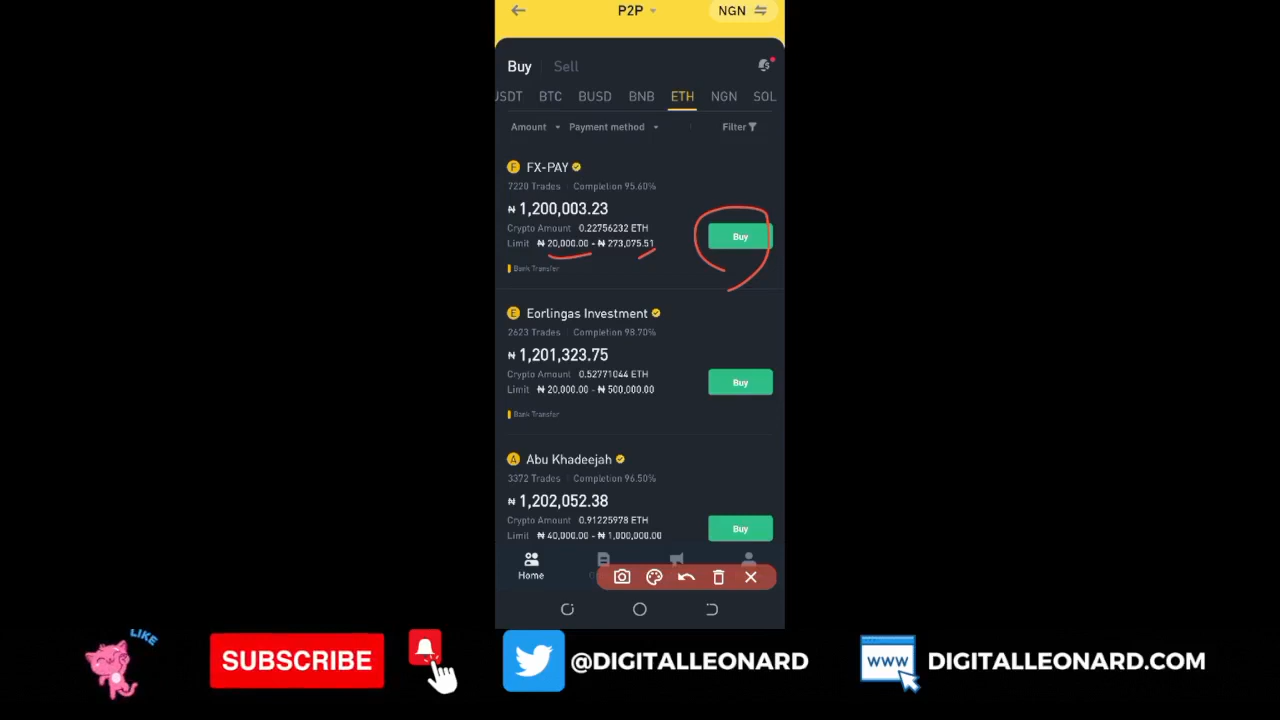 P2P
NGN
Buy Sell
USDT BTC BUSD BNB ETH NGN SOL
Amount Payment method Filter
F FX-PAY
7220 Trades Completion 95.60%
₦ 1,200,003.23
Crypto Amount 0.22756232 ETH
Limit ₦ 20,000.00 - ₦ 273,075.51
Buy
Bank Transfer
E Eorlingas Investment
2623 Trades Completion 98.70%
₦ 1,201,323.75
Crypto Amount 0.52771044 ETH
Limit ₦ 20,000.00 - ₦ 500,000.00
Buy
Bank Transfer
A Abu Khadeejah
3372 Trades Completion 96.50%
₦ 1,202,052.38
Crypto Amount 0.91225978 ETH
Limit ₦ 40,000.00 - ₦ 1,000,000.00
Buy
Home
LIKE
SUBSCRIBE
@DIGITALLEONARD
WWW
DIGITALLEONARD.COM